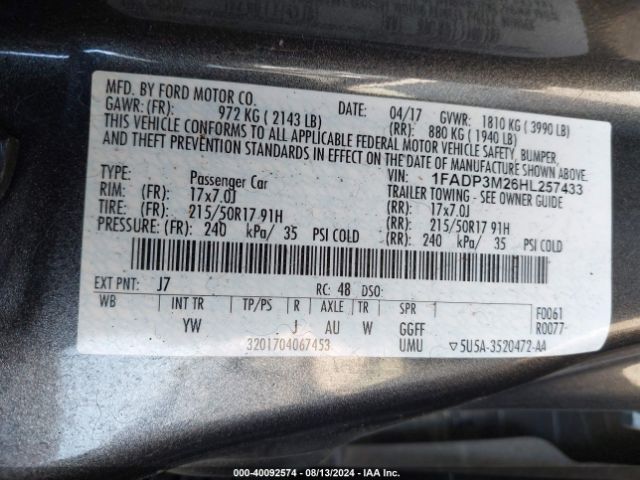 MFD. BY FORD MOTOR CO.
DATE: 04/17 GVWR: 1810 KG ( 3990 LB)
GAWR: (FR): 972 KG ( 2143 LB) (RR): 880 KG ( 1940 LB)
THIS VEHICLE CONFORMS TO ALL APPLICABLE FEDERAL MOTOR VEHICLE SAFETY, BUMPER,
AND THEFT PREVENTION STANDARDS IN EFFECT ON THE DATE OF MANUFACTURE SHOWN ABOVE.
VIN: 1FADP3M26HL257433
TYPE: Passenger Car TRAILER TOWING - SEE OWNER GUIDE
RIM: (FR): 17x7.0J (RR): 17x7.0J
TIRE: (FR): 215/50R17 91H (RR): 215/50R17 91H
PRESSURE: (FR): 240 kPa/ 35 PSI COLD (RR): 240 kPa/ 35 PSI COLD
EXT PNT: J7 RC: 48 DSO:
WB INT TR TP/PS R AXLE TR SPR F0061
YW J AU W GGFF R0077
3201704067453 UMU ▽5U5A-3520472-AA
000-40092574 - 08/13/2024 - IAA Inc.